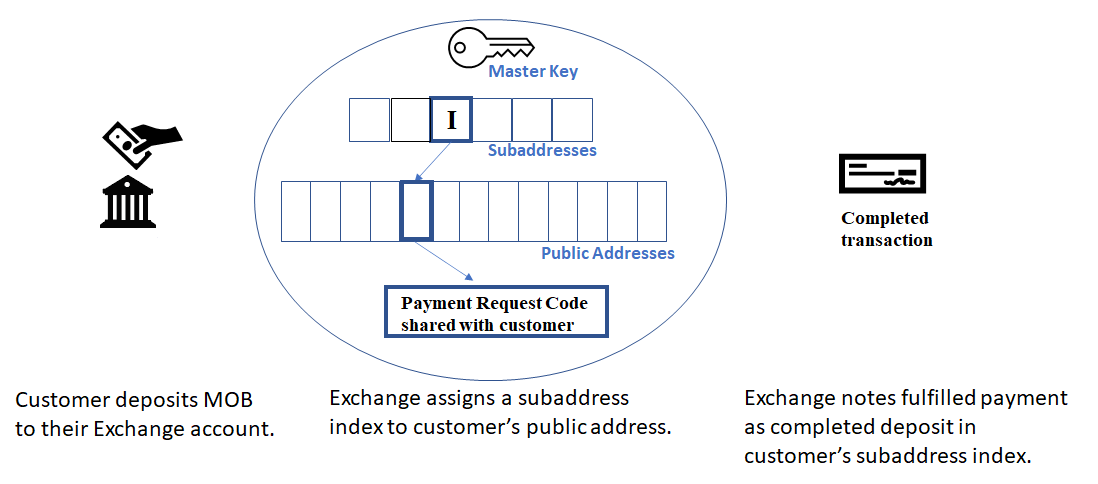 Master Key
I
Subaddresses
Public Addresses
Payment Request Code
shared with customer
Completed
transaction
Customer deposits MOB
to their Exchange account.
Exchange assigns a subaddress
index to customer’s public address.
Exchange notes fulfilled payment
as completed deposit in
customer’s subaddress index.